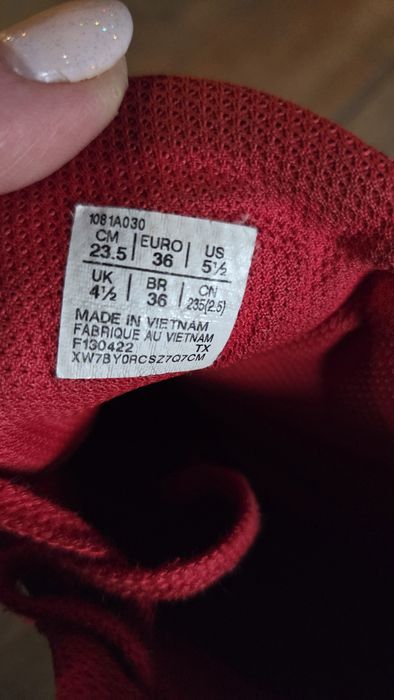 1081A030
CM EURO US
23.5 36 5½
UK BR CN
4½ 36 235(2.5)
MADE IN VIETNAM
FABRIQUE AU VIETNAM
F130422 TX
XW7BY0RCSZ7Q7CM